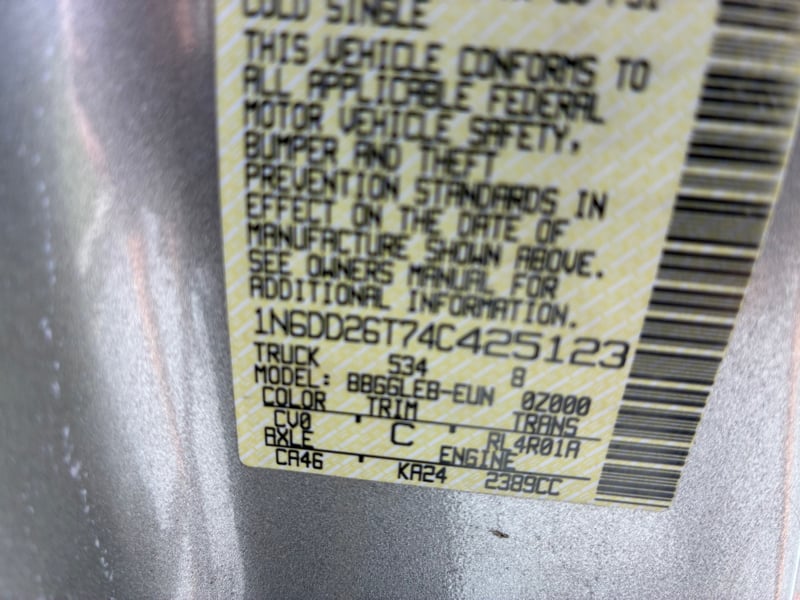 COLD SINGLE
THIS VEHICLE CONFORMS TO
ALL APPLICABLE FEDERAL
MOTOR VEHICLE SAFETY,
BUMPER AND THEFT
PREVENTION STANDARDS IN
EFFECT ON THE DATE OF
MANUFACTURE SHOWN ABOVE.
SEE OWNERS MANUAL FOR
ADDITIONAL INFORMATION.
1N6DD26T74C425123
TRUCK 534 8
MODEL: BBGGLEB-EUN 0Z000
COLOR TRIM TRANS
CV0 C RL4R01A
AXLE ENGINE
CA46 KA24 2389CC